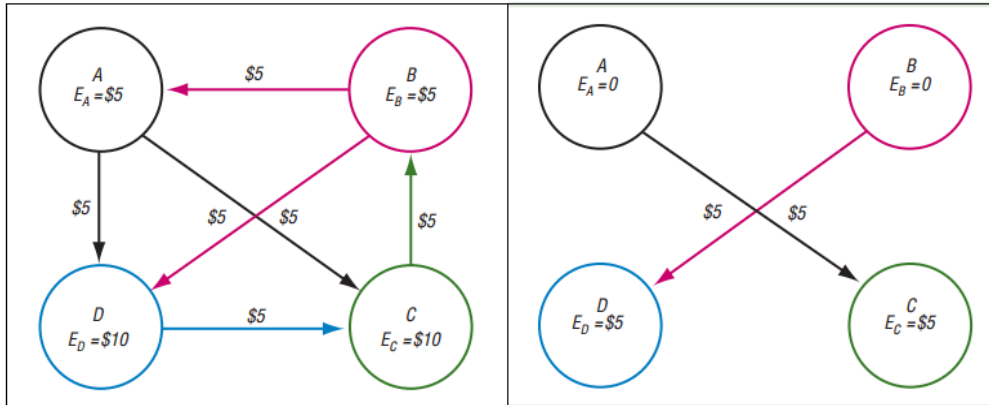 A
E_A =$5
$5
B
E_B =$5
$5
$5
$5
$5
D
E_D =$10
$5
C
E_C =$10
A
E_A =0
B
E_B =0
$5
$5
D
E_D =$5
C
E_C =$5